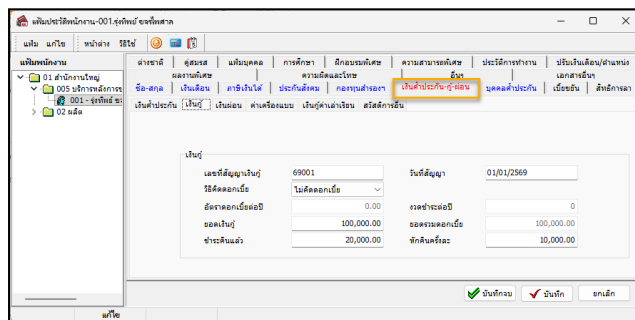 แฟ้มประวัติพนักงาน-001.รุ่งทิพย์ ขจรไพศาล
แฟ้ม แก้ไข หน้าต่าง วิธีใช้
แฟ้มพนักงาน
01 สำนักงานใหญ่
005 บริการหลังการข
001 - รุ่งทิพย์ ขจ
02 ผลิต
ต่างชาติ คู่สมรส แฟ้มบุคคล การศึกษา ฝึกอบรมพิเศษ ความสามารถพิเศษ ประวัติการทำงาน ปรับเงินเดือน/ตำแหน่ง
ผลงานพิเศษ ความผิดและโทษ อื่นๆ เอกสารอื่นๆ
ชื่อ-สกุล เงินเดือน ภาษีเงินได้ ประกันสังคม กองทุนสำรองฯ เงินค้ำประกัน-กู้-ผ่อน บุคคลค้ำประกัน เบี้ยขยัน สิทธิการลา
เงินค้ำประกัน เงินกู้ เงินผ่อน ค่าเครื่องแบบ เงินกู้ค่าเล่าเรียน สวัสดิการอื่น
เงินกู้
เลขที่สัญญาเงินกู้ 69001 วันที่สัญญา 01/01/2569
วิธีคิดดอกเบี้ย ไม่คิดดอกเบี้ย
อัตราดอกเบี้ยต่อปี 0.00 งวดชำระต่อปี 0
ยอดเงินกู้ 100,000.00 ยอดรวมดอกเบี้ย 100,000.00
ชำระคืนแล้ว 20,000.00 หักคืนครั้งละ 10,000.00
บันทึกจบ บันทึก ยกเลิก
แก้ไข